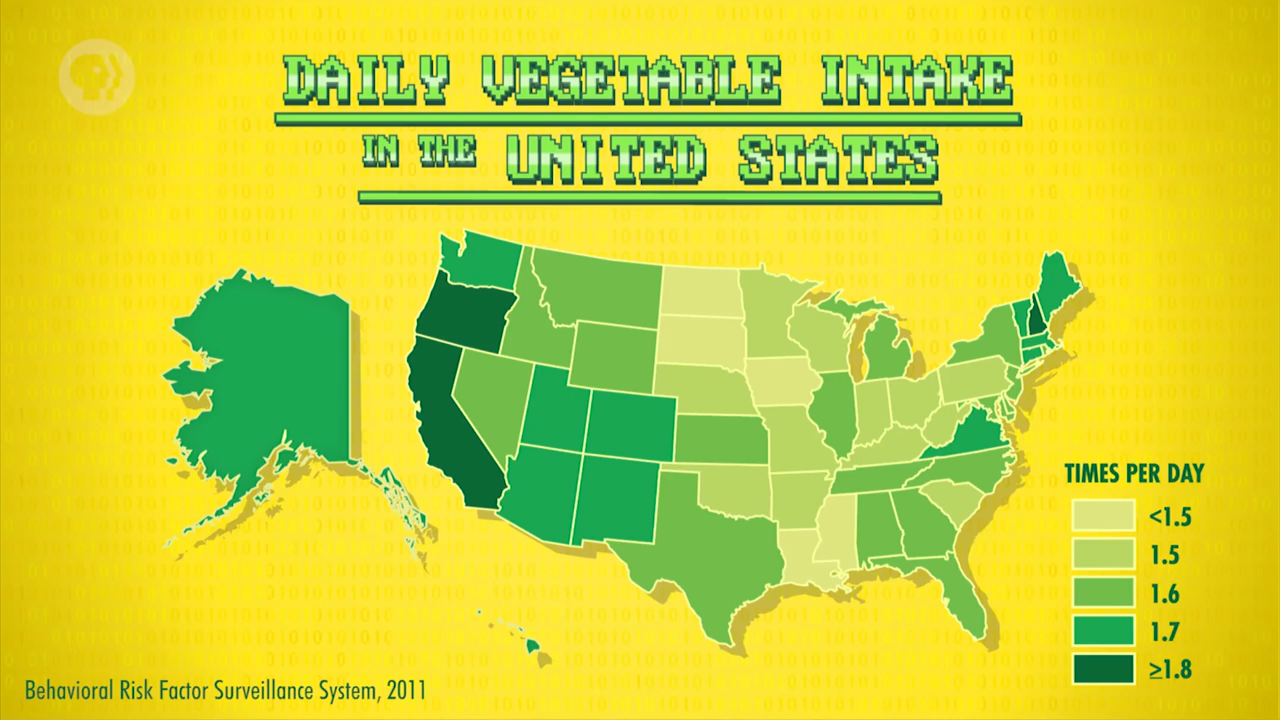 DAILY VEGETABLE INTAKE
IN THE UNITED STATES
TIMES PER DAY
<1.5
1.5
1.6
1.7
≥1.8
Behavioral Risk Factor Surveillance System, 2011